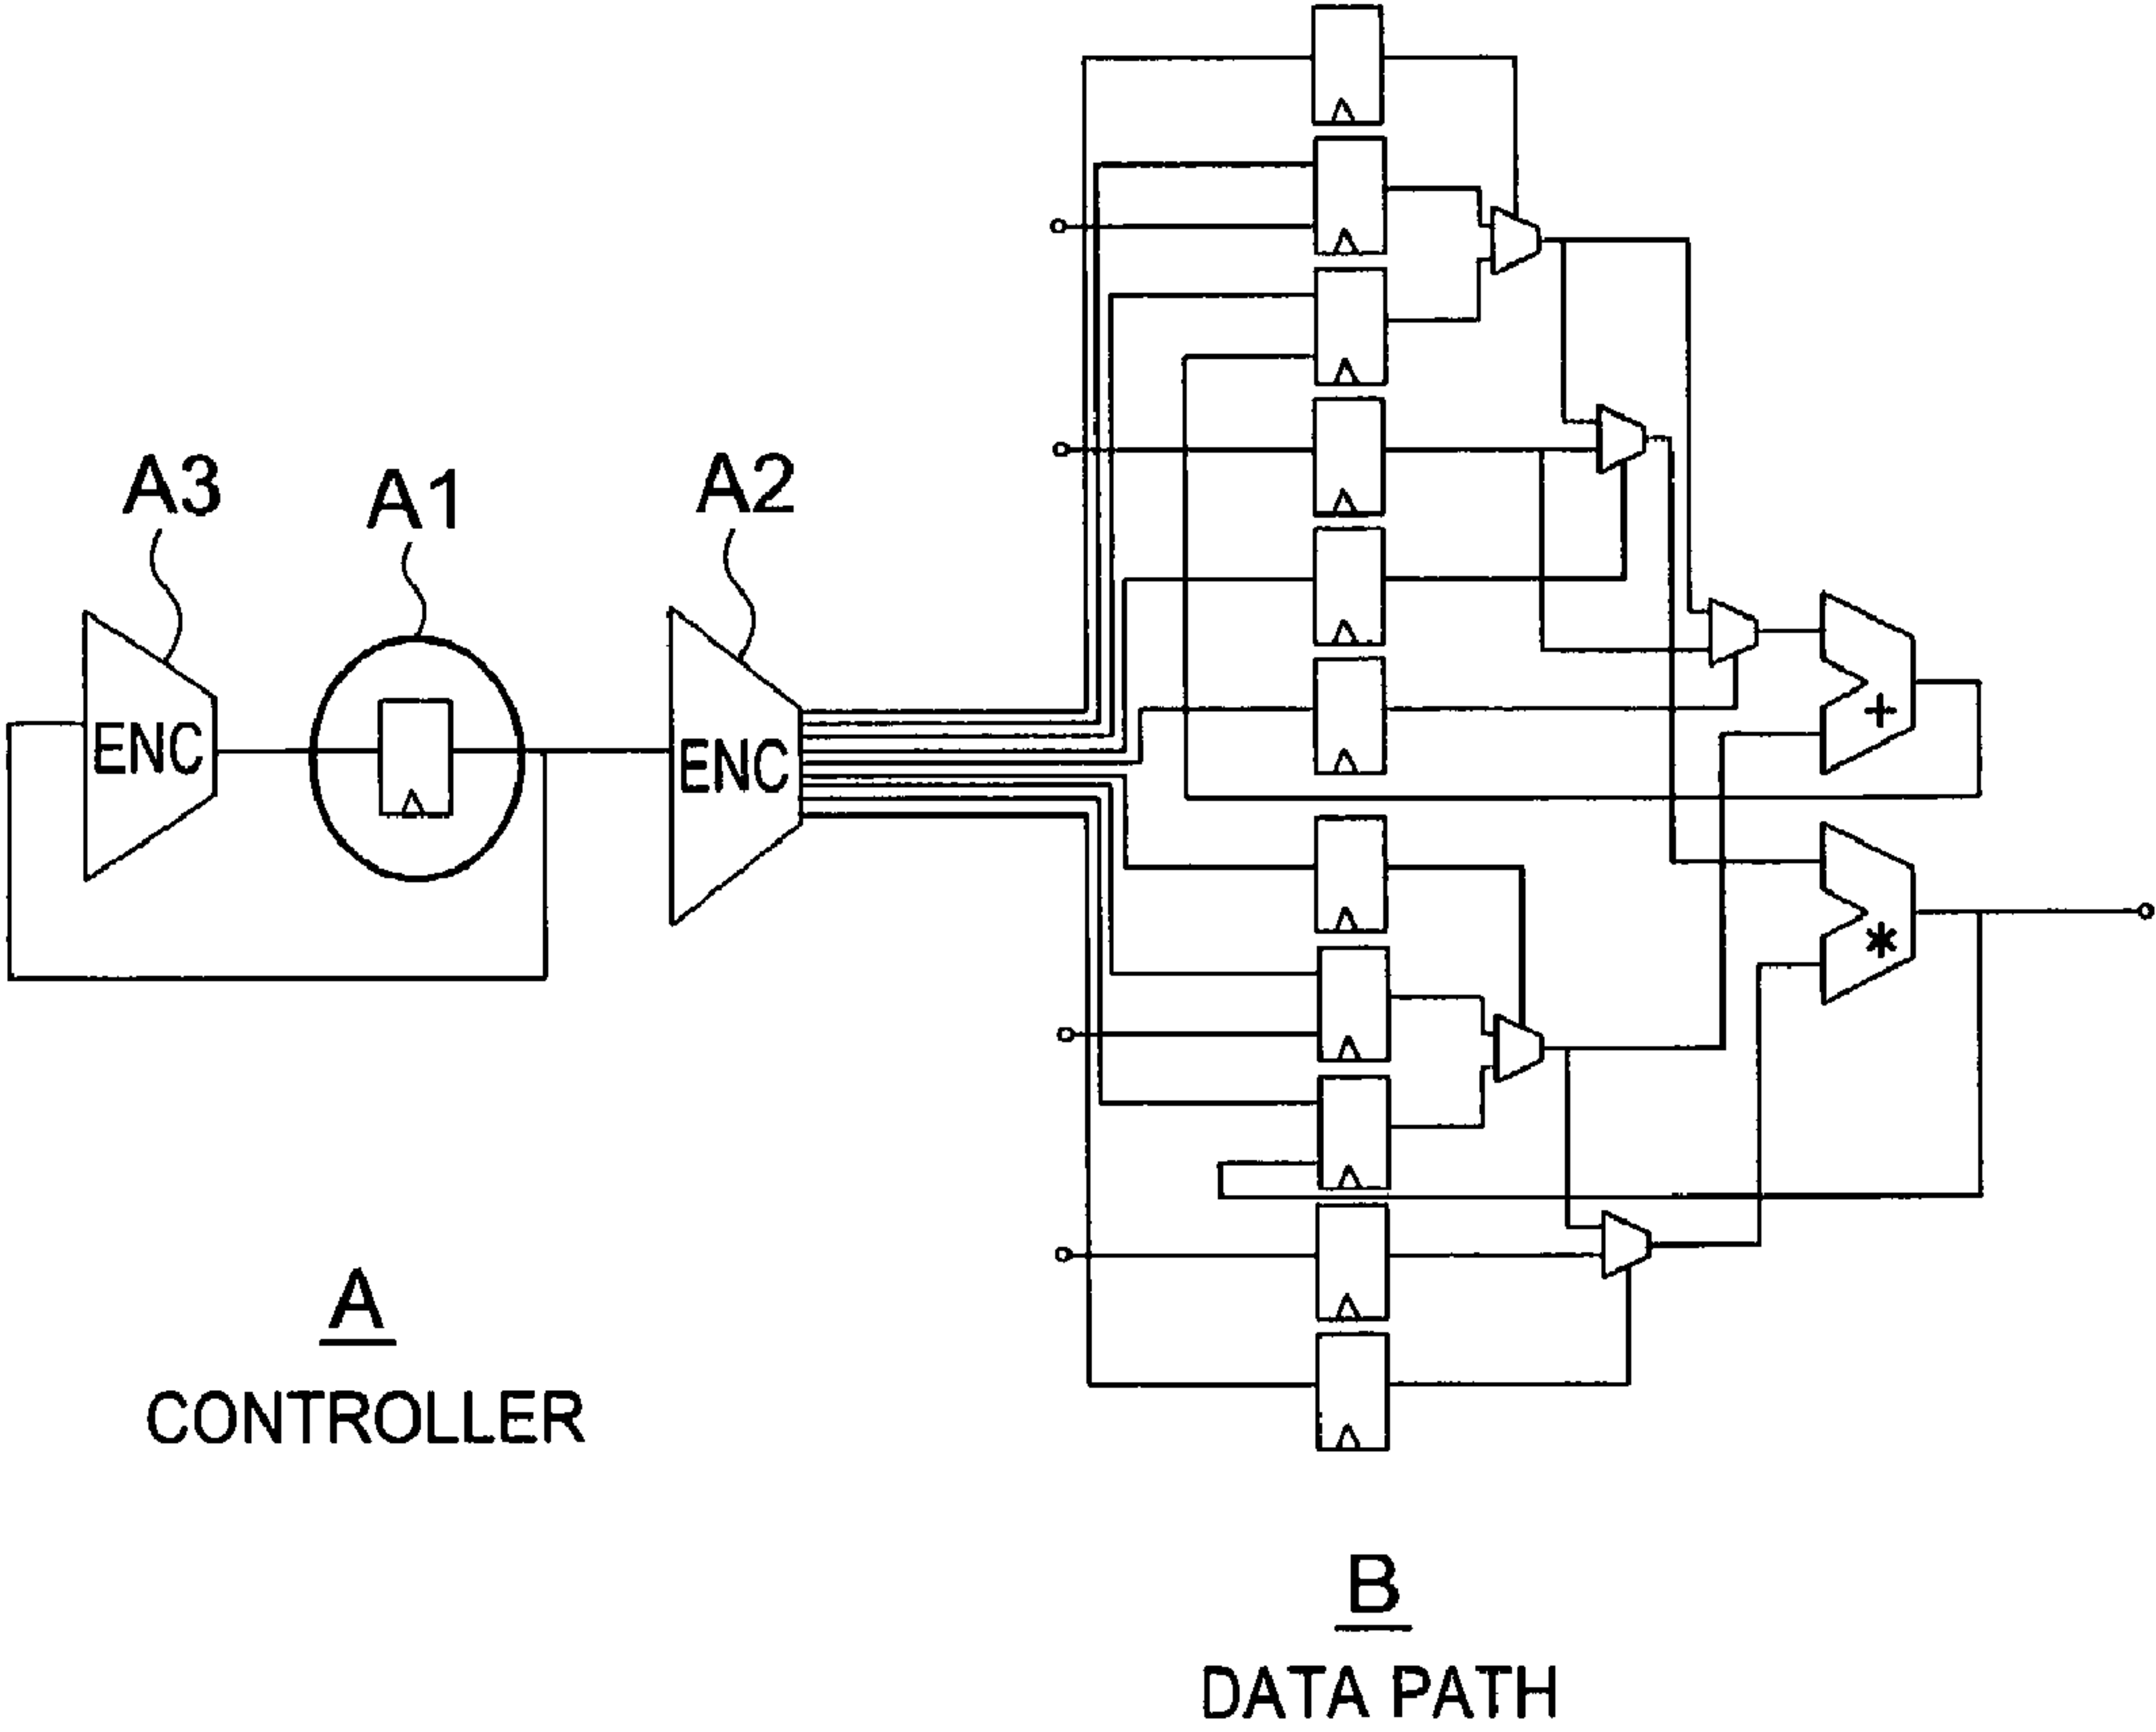 A3
A1
A2
ENC
ENC
+
*
A
CONTROLLER
B
DATA PATH